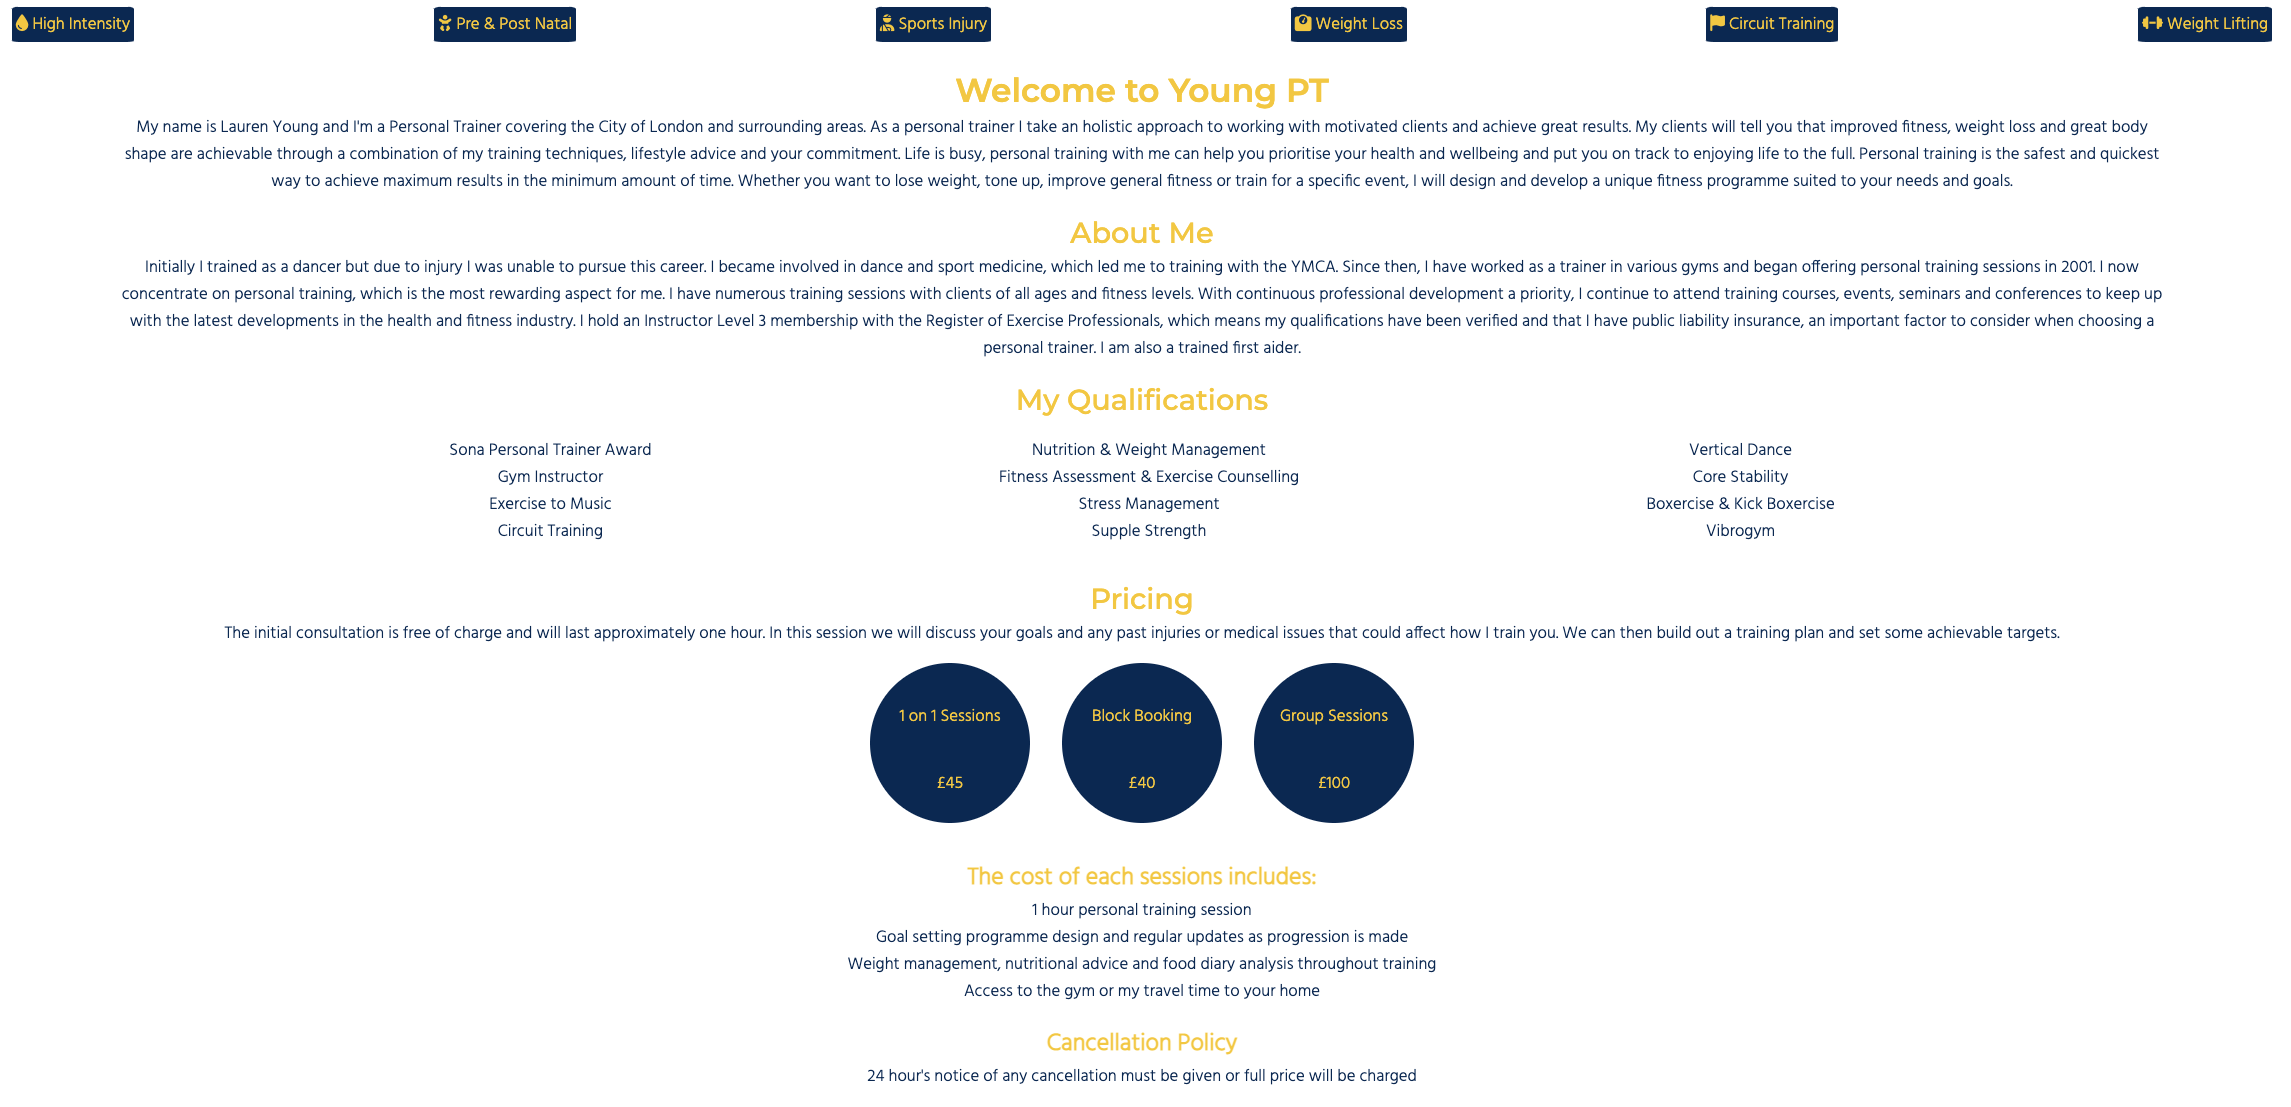 High Intensity
Pre & Post Natal
Sports Injury
Weight Loss
Circuit Training
Weight Lifting
Welcome to Young PT
My name is Lauren Young and I'm a Personal Trainer covering the City of London and surrounding areas. As a personal trainer I take an holistic approach to working with motivated clients and achieve great results. My clients will tell you that improved fitness, weight loss and great body
shape are achievable through a combination of my training techniques, lifestyle advice and your commitment. Life is busy, personal training with me can help you prioritise your health and wellbeing and put you on track to enjoying life to the full. Personal training is the safest and quickest
way to achieve maximum results in the minimum amount of time. Whether you want to lose weight, tone up, improve general fitness or train for a specific event, I will design and develop a unique fitness programme suited to your needs and goals.
About Me
Initially I trained as a dancer but due to injury I was unable to pursue this career. I became involved in dance and sport medicine, which led me to training with the YMCA. Since then, I have worked as a trainer in various gyms and began offering personal training sessions in 2001. I now
concentrate on personal training, which is the most rewarding aspect for me. I have numerous training sessions with clients of all ages and fitness levels. With continuous professional development a priority, I continue to attend training courses, events, seminars and conferences to keep up
with the latest developments in the health and fitness industry. I hold an Instructor Level 3 membership with the Register of Exercise Professionals, which means my qualifications have been verified and that I have public liability insurance, an important factor to consider when choosing a
personal trainer. I am also a trained first aider.
My Qualifications
Sona Personal Trainer Award
Gym Instructor
Exercise to Music
Circuit Training
Nutrition & Weight Management
Fitness Assessment & Exercise Counselling
Stress Management
Supple Strength
Vertical Dance
Core Stability
Boxercise & Kick Boxercise
Vibrogym
Pricing
The initial consultation is free of charge and will last approximately one hour. In this session we will discuss your goals and any past injuries or medical issues that could affect how I train you. We can then build out a training plan and set some achievable targets.
1 on 1 Sessions
£45
Block Booking
£40
Group Sessions
£100
The cost of each sessions includes:
1 hour personal training session
Goal setting programme design and regular updates as progression is made
Weight management, nutritional advice and food diary analysis throughout training
Access to the gym or my travel time to your home
Cancellation Policy
24 hour's notice of any cancellation must be given or full price will be charged